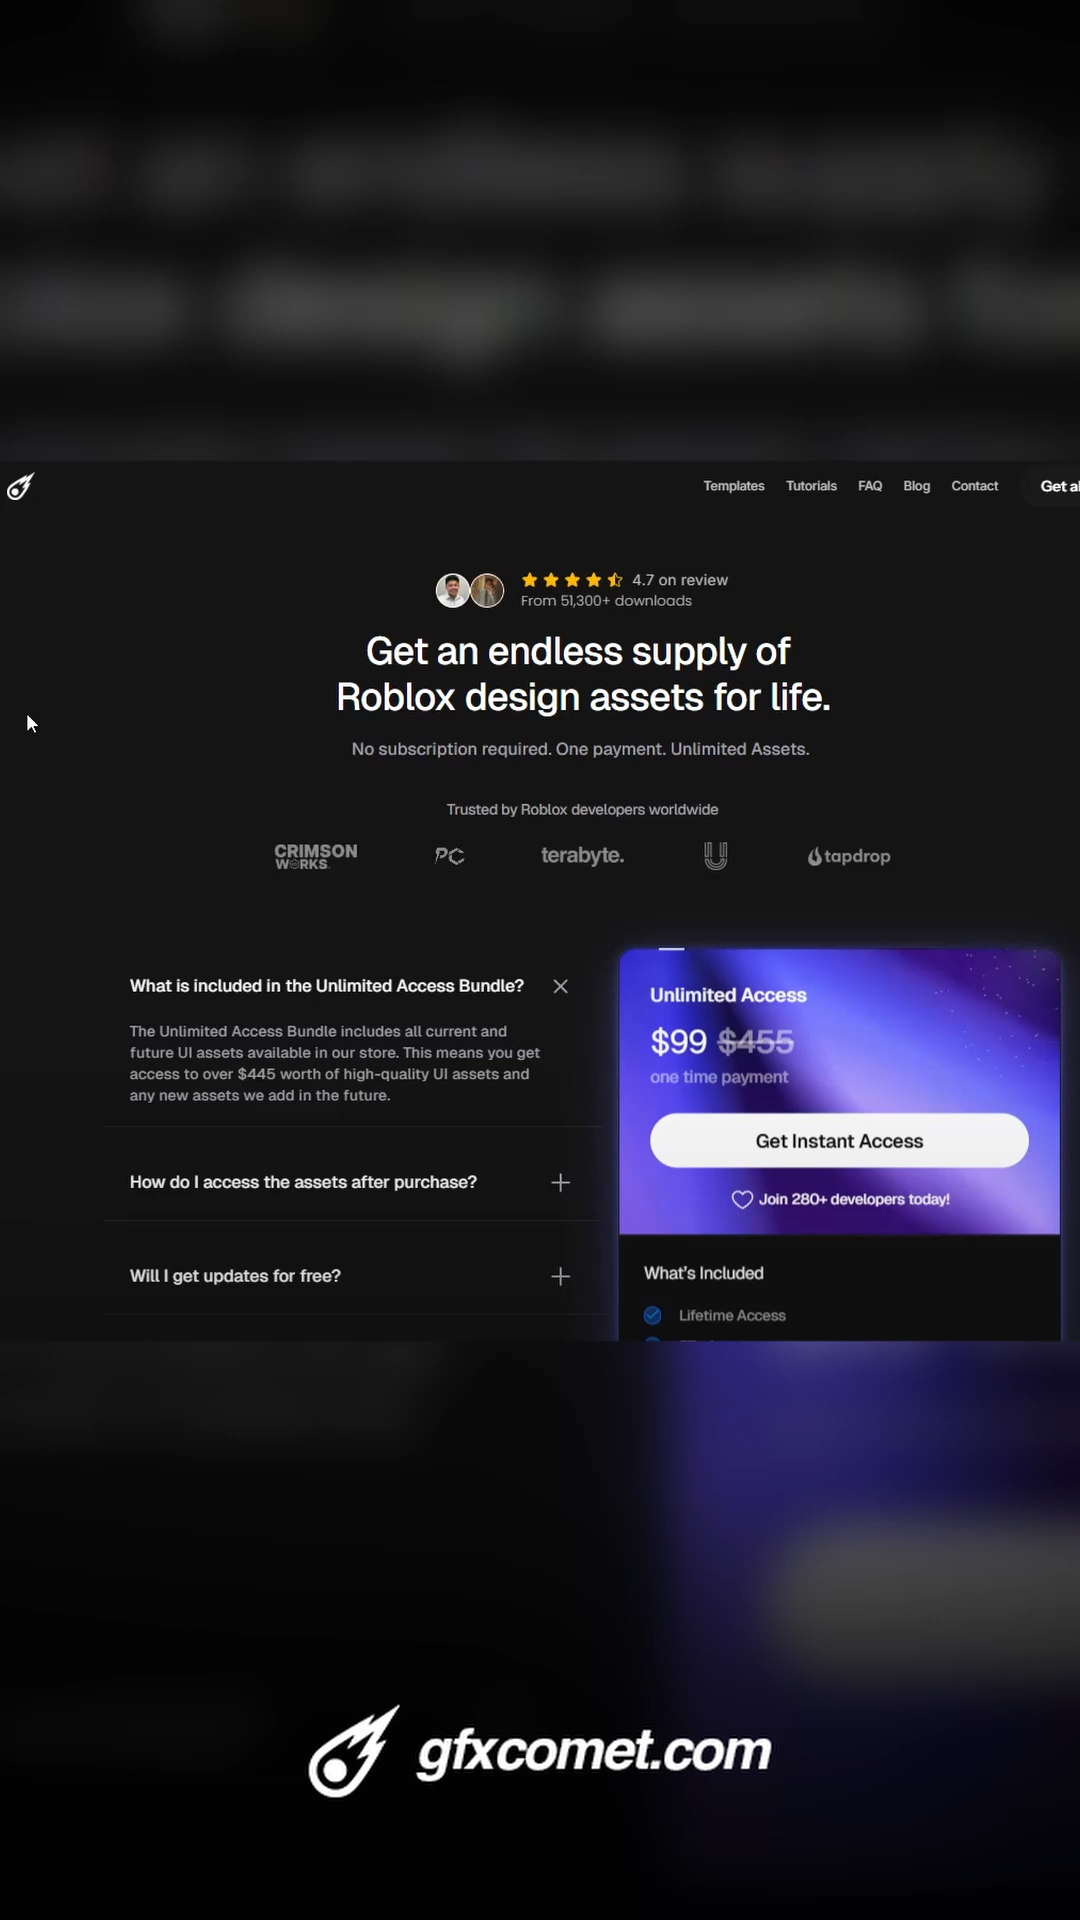 Templates Tutorials FAQ Blog Contact Get al
4.7 on review
From 51,300+ downloads
Get an endless supply of
Roblox design assets for life.
No subscription required. One payment. Unlimited Assets.
Trusted by Roblox developers worldwide
CRIMSON
WORKS.
PC
terabyte.
U
tapdrop
What is included in the Unlimited Access Bundle?
The Unlimited Access Bundle includes all current and
future UI assets available in our store. This means you get
access to over $445 worth of high-quality UI assets and
any new assets we add in the future.
How do I access the assets after purchase?
Will I get updates for free?
Unlimited Access
$99 $455
one time payment
Get Instant Access
Join 280+ developers today!
What's Included
Lifetime Access
gfxcomet.com